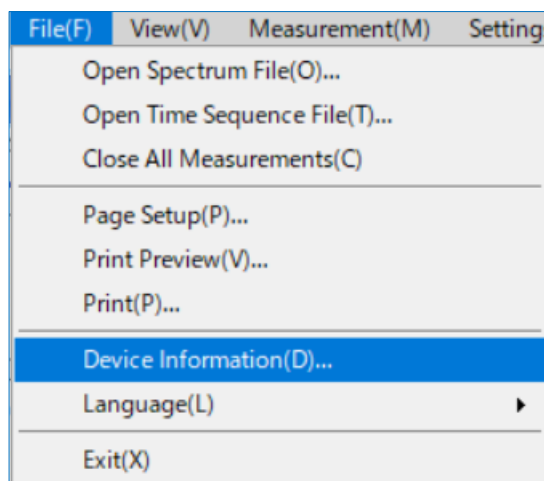 File(F) View(V) Measurement(M) Setting
Open Spectrum File(O)...
Open Time Sequence File(T)...
Close All Measurements(C)
Page Setup(P)...
Print Preview(V)...
Print(P)...
Device Information(D)...
Language(L)
Exit(X)